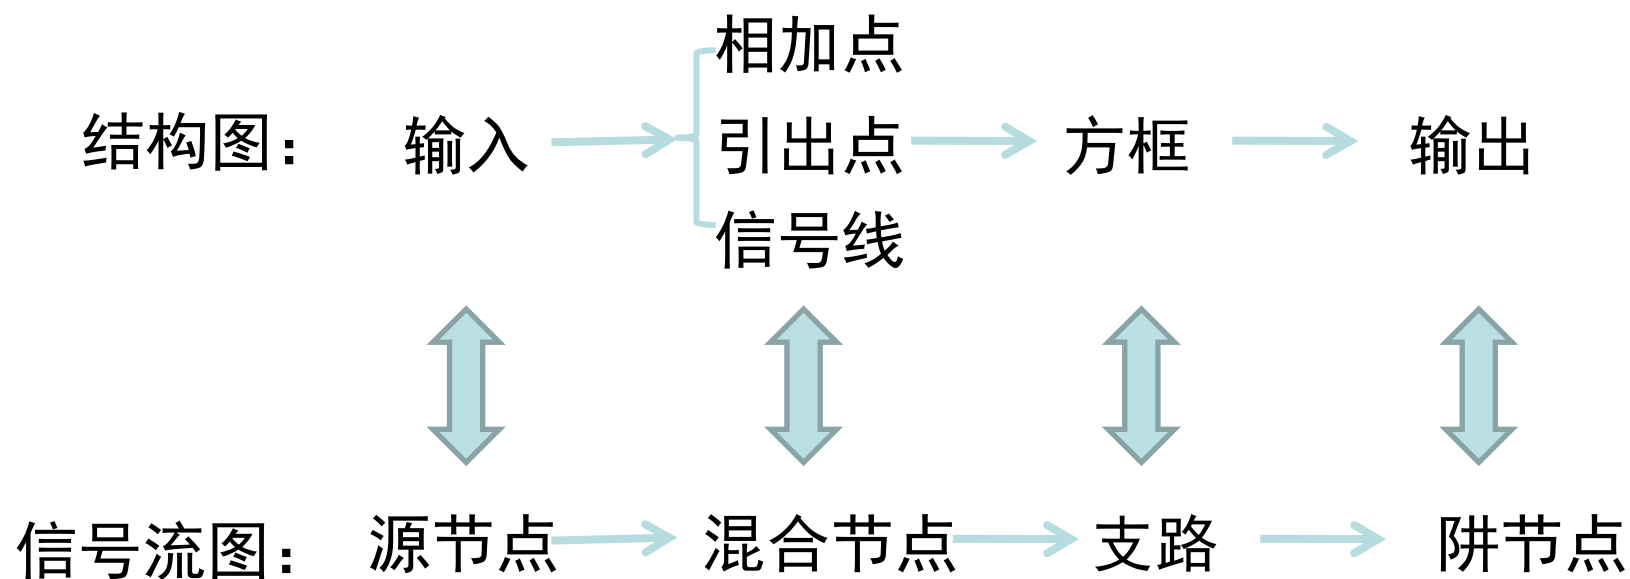 相加点
结构图： 输入 引出点 方框 输出
信号线
信号流图： 源节点 混合节点 支路 阱节点